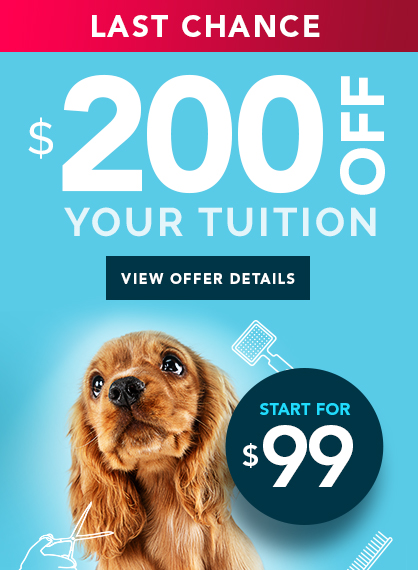 LAST CHANCE
$200 OFF
YOUR TUITION
VIEW OFFER DETAILS
START FOR
$99